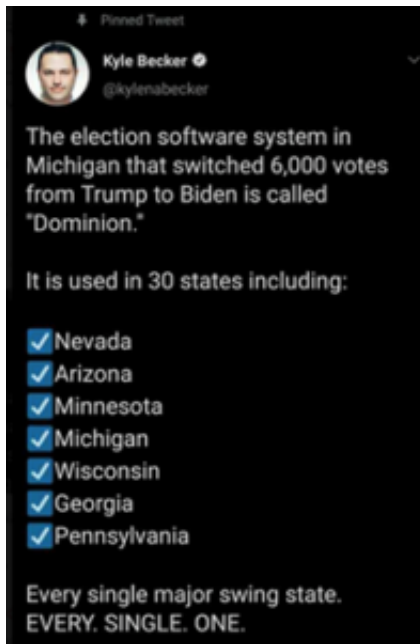 Pinned Tweet
Kyle Becker
@kylenabecker
The election software system in
Michigan that switched 6,000 votes
from Trump to Biden is called
"Dominion."
It is used in 30 states including:
Nevada
Arizona
Minnesota
Michigan
Wisconsin
Georgia
Pennsylvania
Every single major swing state.
EVERY. SINGLE. ONE.